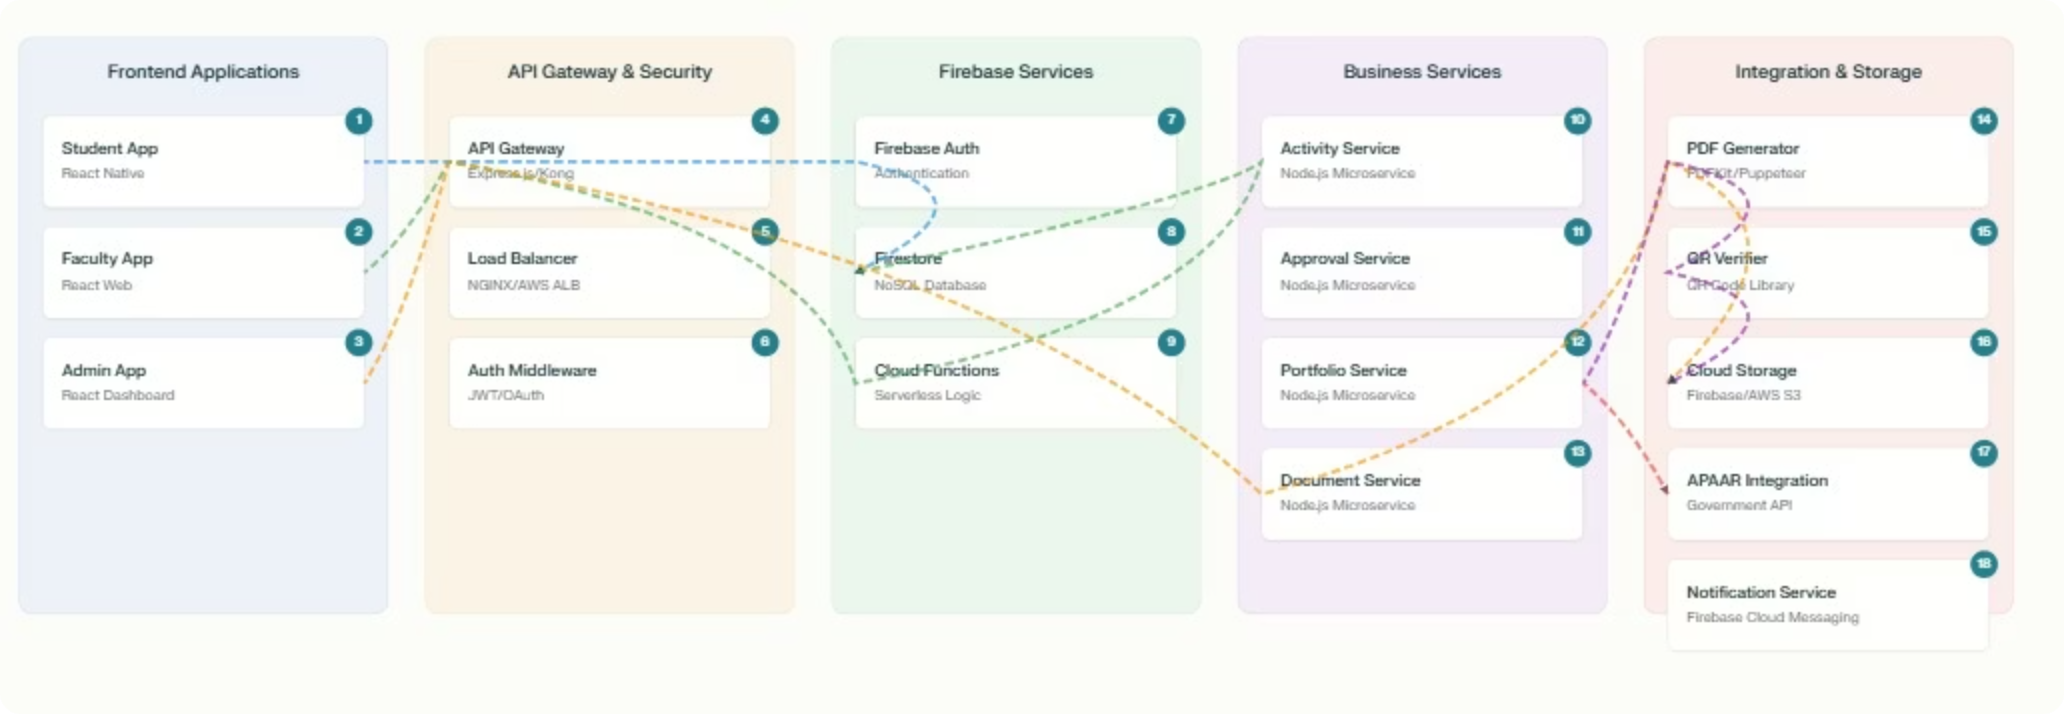 Frontend Applications
1
Student App
React Native
2
Faculty App
React Web
3
Admin App
React Dashboard
API Gateway & Security
4
API Gateway
Express.js/Kong
5
Load Balancer
NGINX/AWS ALB
6
Auth Middleware
JWT/OAuth
Firebase Services
7
Firebase Auth
Authentication
8
Firestore
NoSQL Database
9
Cloud Functions
Serverless Logic
Business Services
10
Activity Service
Node.js Microservice
11
Approval Service
Node.js Microservice
12
Portfolio Service
Node.js Microservice
13
Document Service
Node.js Microservice
Integration & Storage
14
PDF Generator
PDFKit/Puppeteer
15
QR Verifier
QR Code Library
16
Cloud Storage
Firebase/AWS S3
17
APAAR Integration
Government API
18
Notification Service
Firebase Cloud Messaging